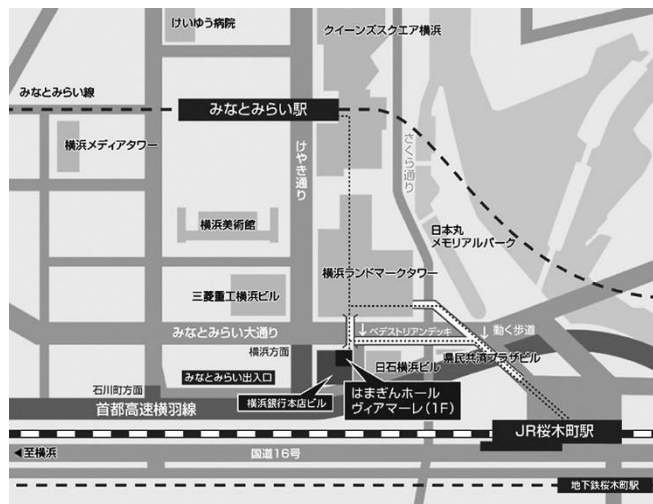 けいゆう病院
クイーンズスクエア横浜
みなとみらい線
みなとみらい駅
横浜メディアタワー
けやき通り
さくら通り
横浜美術館
日本丸
メモリアルパーク
横浜ランドマークタワー
三菱重工横浜ビル
みなとみらい大通り
↓ペデストリアンデッキ
↓動く歩道
横浜方面
日石横浜ビル
県民共済プラザビル
みなとみらい出入口
石川町方面
横浜銀行本店ビル
はまぎんホール
ヴィアマーレ(1F)
首都高速横羽線
JR桜木町駅
◀至横浜
国道16号
地下鉄桜木町駅